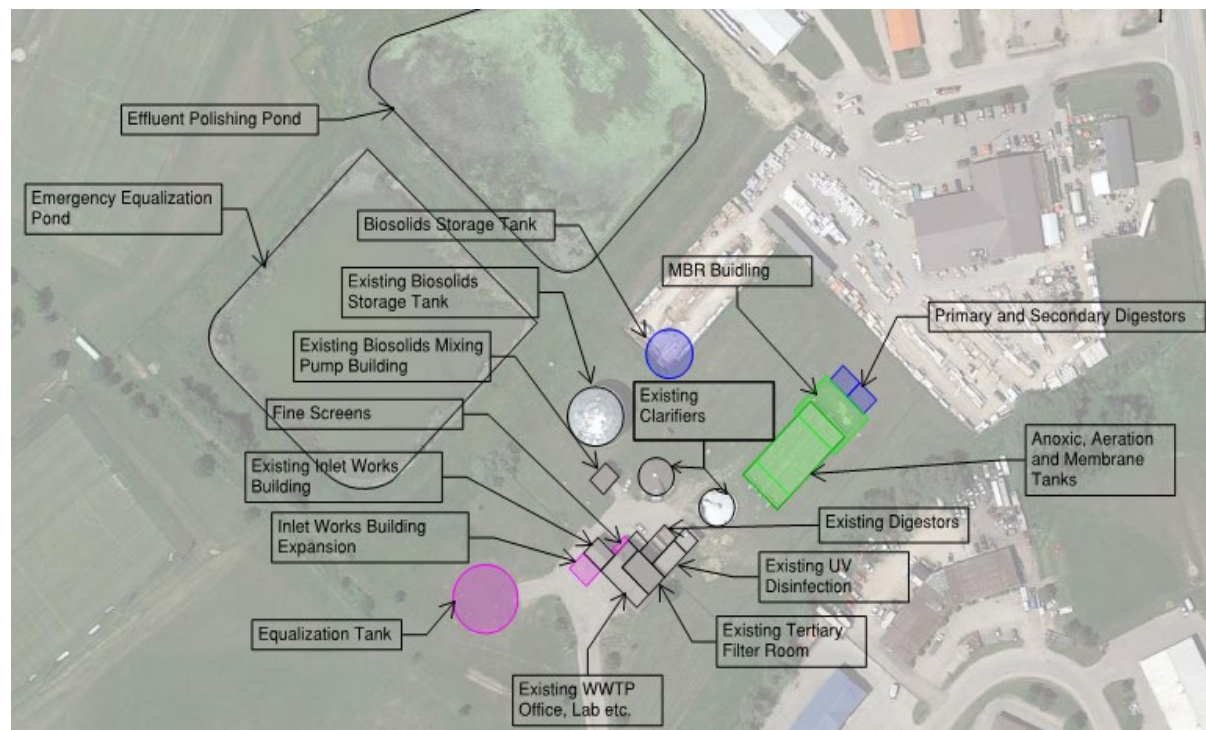 Effluent Polishing Pond
Emergency Equalization
Pond
Biosolids Storage Tank
Existing Biosolids
Storage Tank
MBR Buidling
Primary and Secondary Digestors
Existing Biosolids Mixing
Pump Building
Existing
Clarifiers
Fine Screens
Anoxic, Aeration
and Membrane
Tanks
Existing Inlet Works
Building
Inlet Works Building
Expansion
Existing Digestors
Existing UV
Disinfection
Equalization Tank
Existing Tertiary
Filter Room
Existing WWTP
Office, Lab etc.